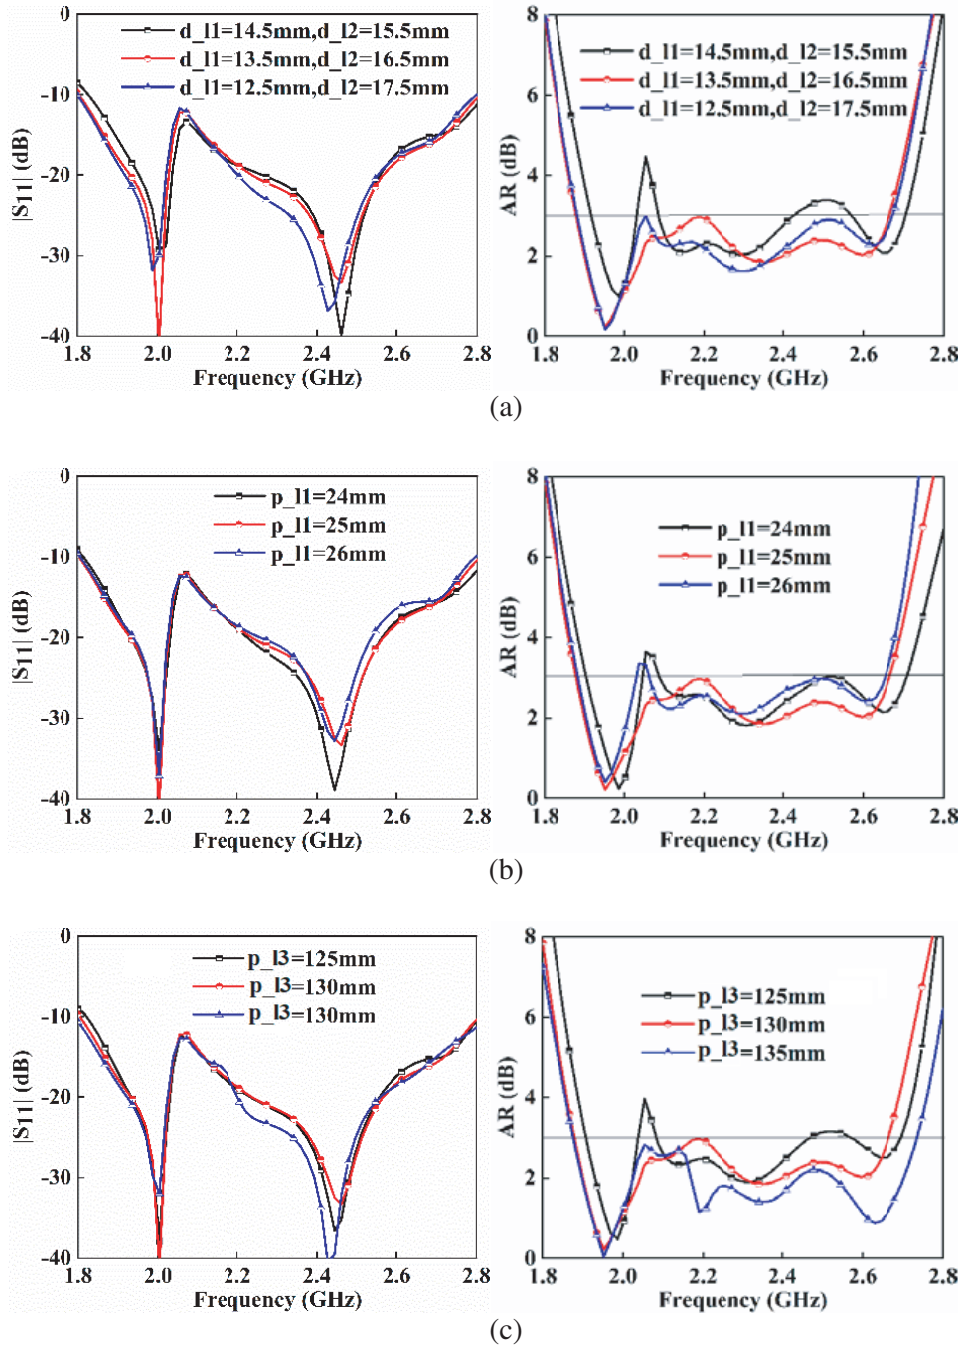 |S11| (dB)
0
-10
-20
-30
-40
d_l1=14.5mm,d_l2=15.5mm
d_l1=13.5mm,d_l2=16.5mm
d_l1=12.5mm,d_l2=17.5mm
1.8 2.0 2.2 2.4 2.6 2.8
Frequency (GHz)
AR (dB)
8
6
4
2
0
d_l1=14.5mm,d_l2=15.5mm
d_l1=13.5mm,d_l2=16.5mm
d_l1=12.5mm,d_l2=17.5mm
1.8 2.0 2.2 2.4 2.6 2.8
Frequency (GHz)
(a)
|S11| (dB)
0
-10
-20
-30
-40
p_l1=24mm
p_l1=25mm
p_l1=26mm
1.8 2.0 2.2 2.4 2.6 2.8
Frequency (GHz)
AR (dB)
8
6
4
2
0
p_l1=24mm
p_l1=25mm
p_l1=26mm
1.8 2.0 2.2 2.4 2.6 2.8
Frequency (GHz)
(b)
|S11| (dB)
0
-10
-20
-30
-40
p_l3=125mm
p_l3=130mm
p_l3=130mm
1.8 2.0 2.2 2.4 2.6 2.8
Frequency (GHz)
AR (dB)
8
6
4
2
0
p_l3=125mm
p_l3=130mm
p_l3=135mm
1.8 2.0 2.2 2.4 2.6 2.8
Frequency (GHz)
(c)